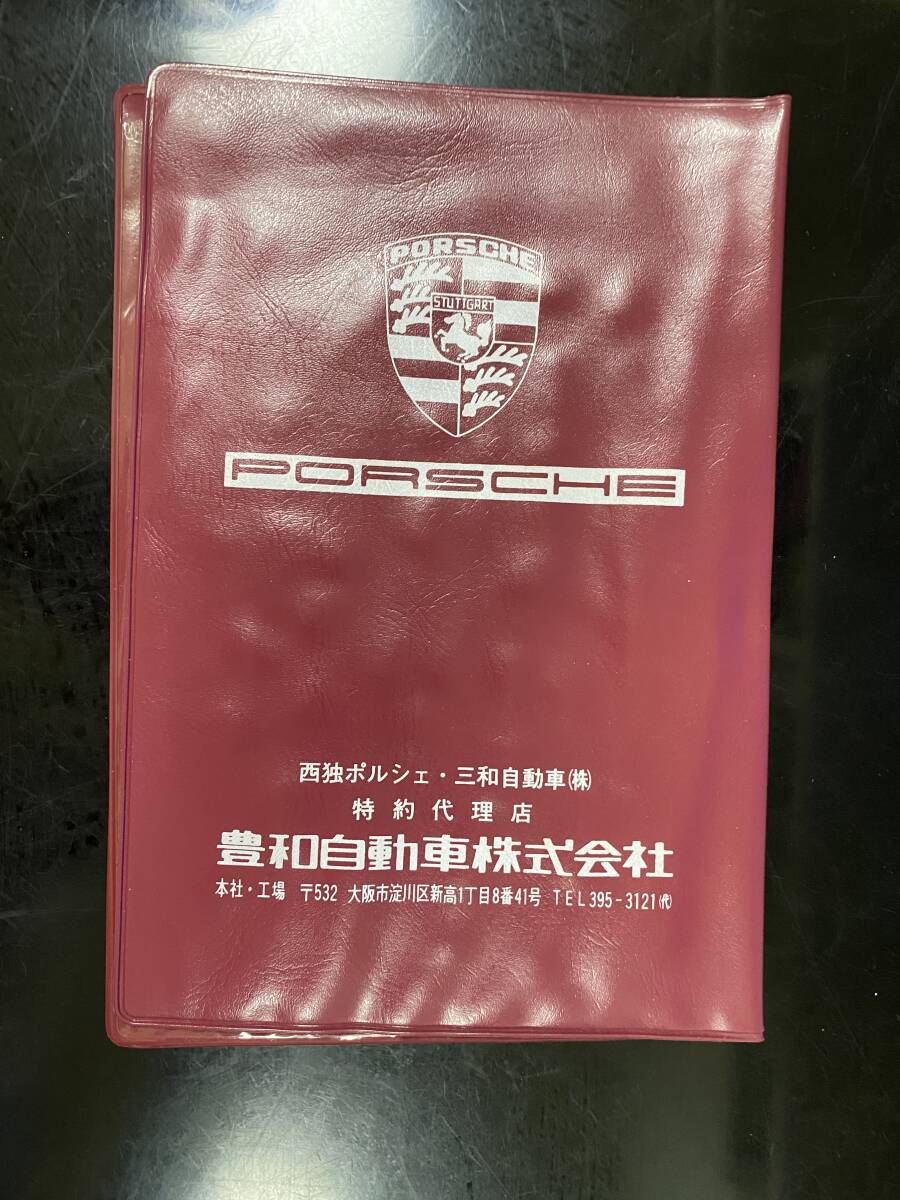 PORSCHE
STUTTGART
PORSCHE
西独ポルシェ・三和自動車㈱
特約代理店
豊和自動車株式会社
本社・工場 〒532 大阪市淀川区新高1丁目8番41号 TEL 395-3121㈹